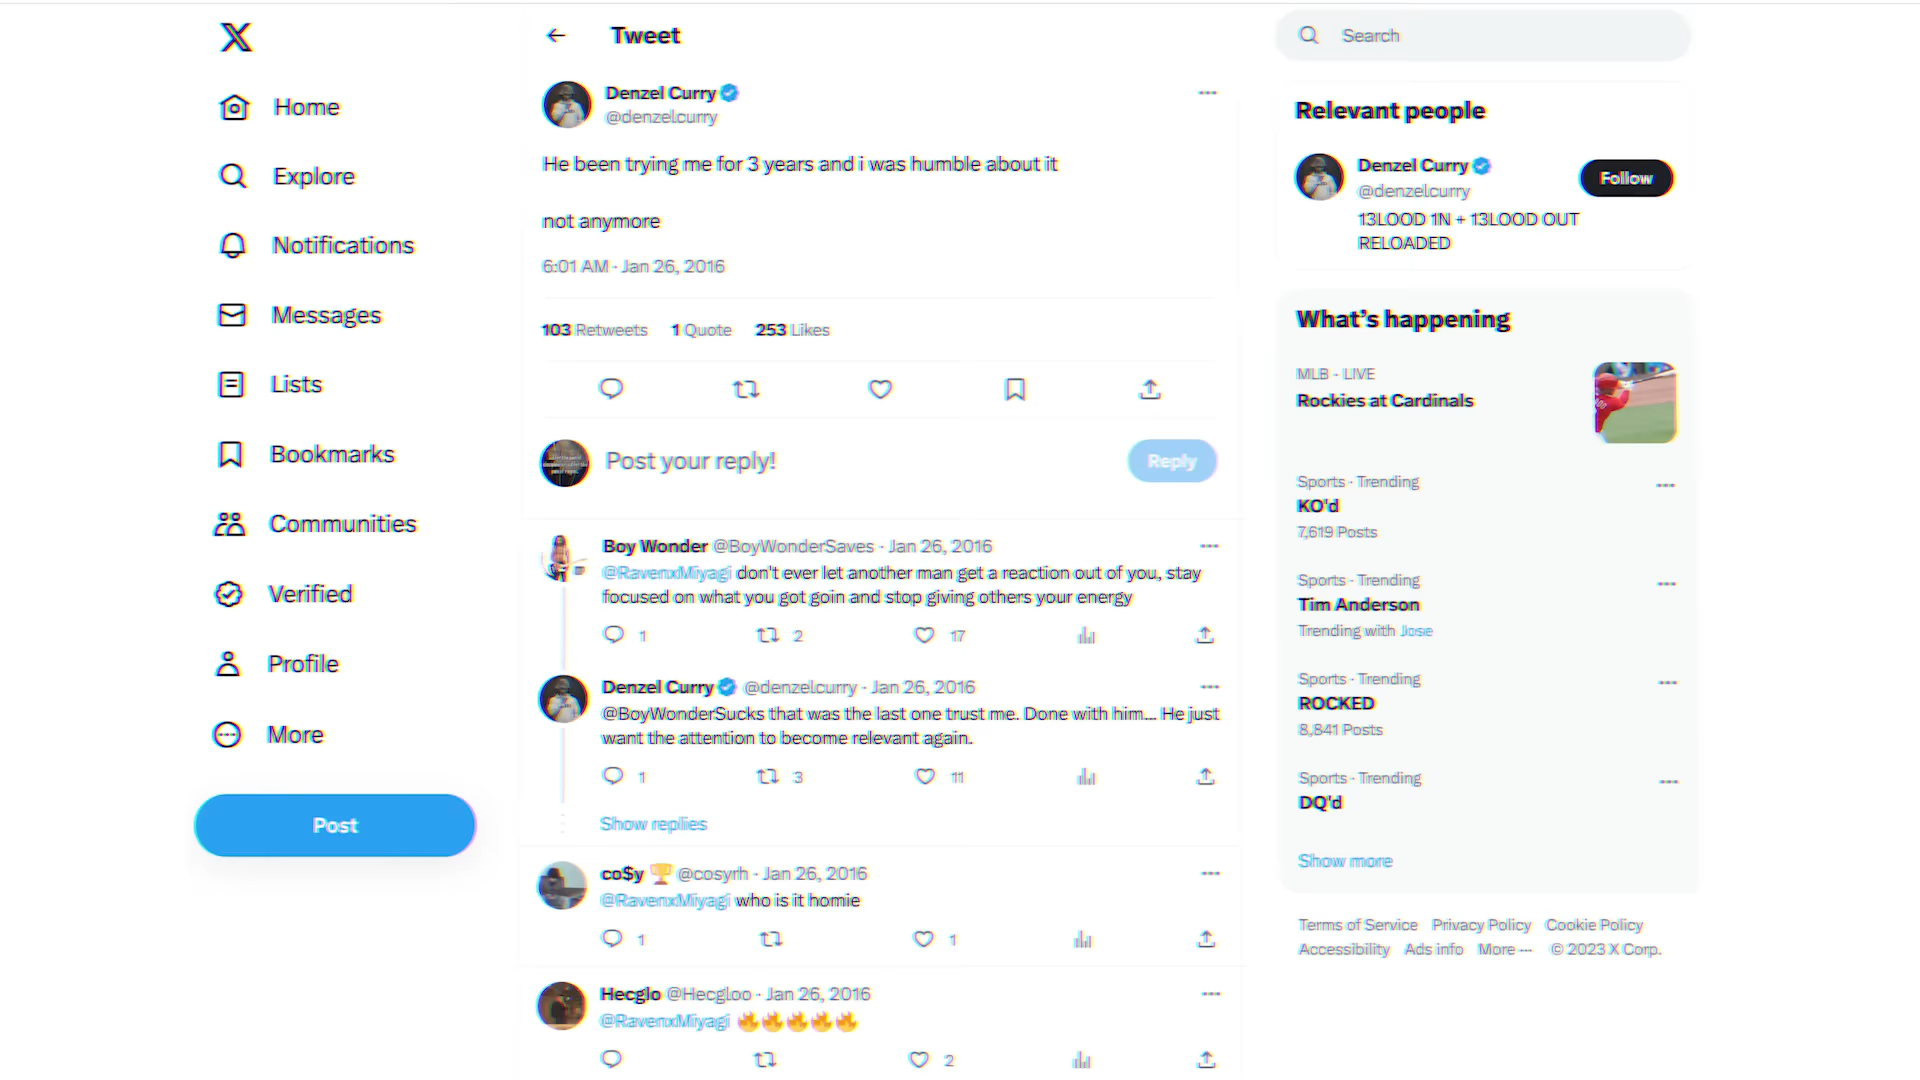 Home
Explore
Notifications
Messages
Lists
Bookmarks
Communities
Verified
Profile
More
Post
Tweet
Denzel Curry
@denzelcurry
He been trying me for 3 years and i was humble about it
not anymore
6:01 AM · Jan 26, 2016
103 Retweets 1 Quote 253 Likes
Post your reply!
Reply
Boy Wonder @BoyWonderSaves · Jan 26, 2016
@RavenxMiyagi don't ever let another man get a reaction out of you, stay
focused on what you got goin and stop giving others your energy
1 2 17
Denzel Curry @denzelcurry · Jan 26, 2016
@BoyWonderSucks that was the last one trust me. Done with him... He just
want the attention to become relevant again.
1 3 11
Show replies
co$y 🏆 @cosyrh · Jan 26, 2016
@RavenxMiyagi who is it homie
1 1
Hecglo @Hecgloo · Jan 26, 2016
@RavenxMiyagi 🔥🔥🔥🔥🔥
2
Search
Relevant people
Denzel Curry
@denzelcurry
Follow
13LOOD 1N + 13LOOD OUT
RELOADED
What's happening
MLB · LIVE
Rockies at Cardinals
Sports · Trending
KO'd
7,619 Posts
Sports · Trending
Tim Anderson
Trending with Jose
Sports · Trending
ROCKED
8,841 Posts
Sports · Trending
DQ'd
Show more
Terms of Service Privacy Policy Cookie Policy
Accessibility Ads info More ··· © 2023 X Corp.